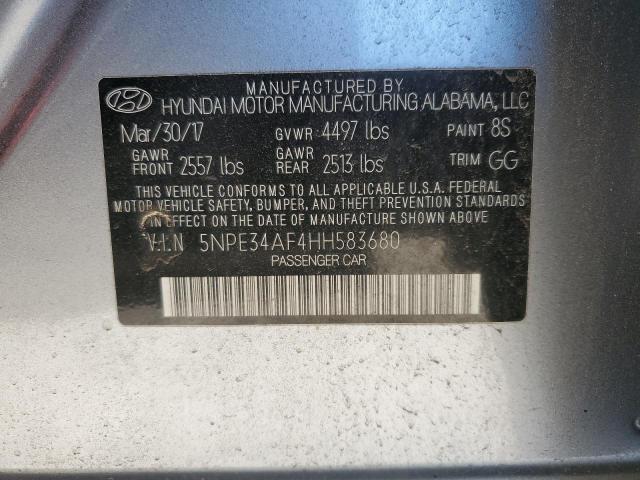 MANUFACTURED BY
HYUNDAI MOTOR MANUFACTURING ALABAMA, LLC
Mar/30/17 GVWR 4497 lbs PAINT 8S
GAWR FRONT 2557 lbs GAWR REAR 2513 lbs TRIM GG
THIS VEHICLE CONFORMS TO ALL APPLICABLE U.S.A. FEDERAL
MOTOR VEHICLE SAFETY, BUMPER, AND THEFT PREVENTION STANDARDS
IN EFFECT ON THE DATE OF MANUFACTURE SHOWN ABOVE
V.I.N 5NPE34AF4HH583680
PASSENGER CAR